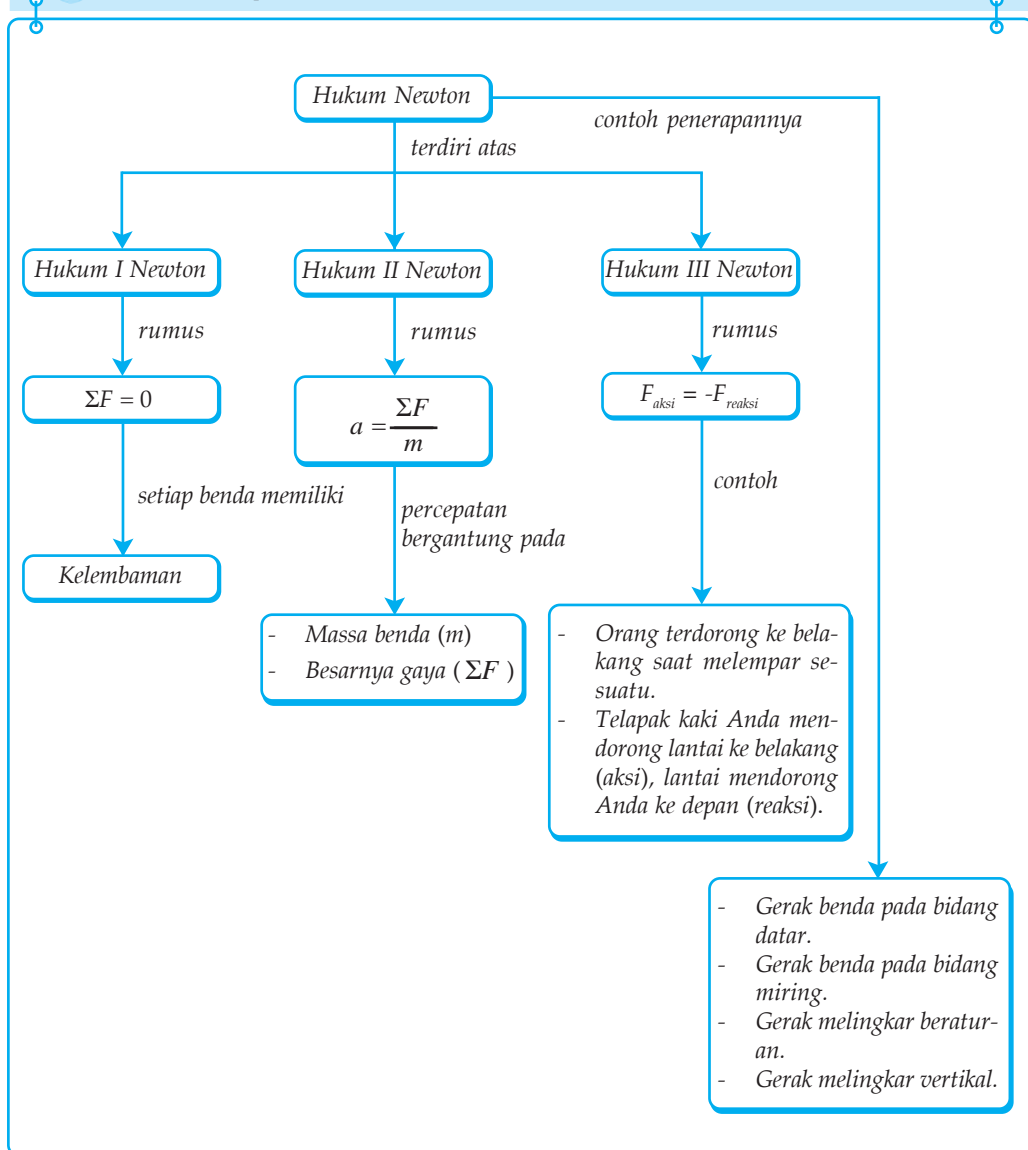 Hukum Newton
contoh penerapannya
terdiri atas
Hukum I Newton
Hukum II Newton
Hukum III Newton
rumus
rumus
rumus
ΣF = 0
a = ΣF / m
F_aksi = -F_reaksi
setiap benda memiliki
percepatan
bergantung pada
contoh
Kelembaman
- Massa benda (m)
- Besarnya gaya ( ΣF )
- Orang terdorong ke bela-
kang saat melempar se-
suatu.
- Telapak kaki Anda men-
dorong lantai ke belakang
(aksi), lantai mendorong
Anda ke depan (reaksi).
- Gerak benda pada bidang
datar.
- Gerak benda pada bidang
miring.
- Gerak melingkar beratur-
an.
- Gerak melingkar vertikal.